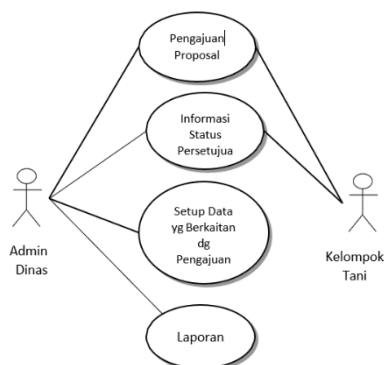 Pengajuan
Proposal
Informasi
Status
Persetujua
Setup Data
yg Berkaitan
dg
Pengajuan
Admin
Dinas
Kelompok
Tani
Laporan